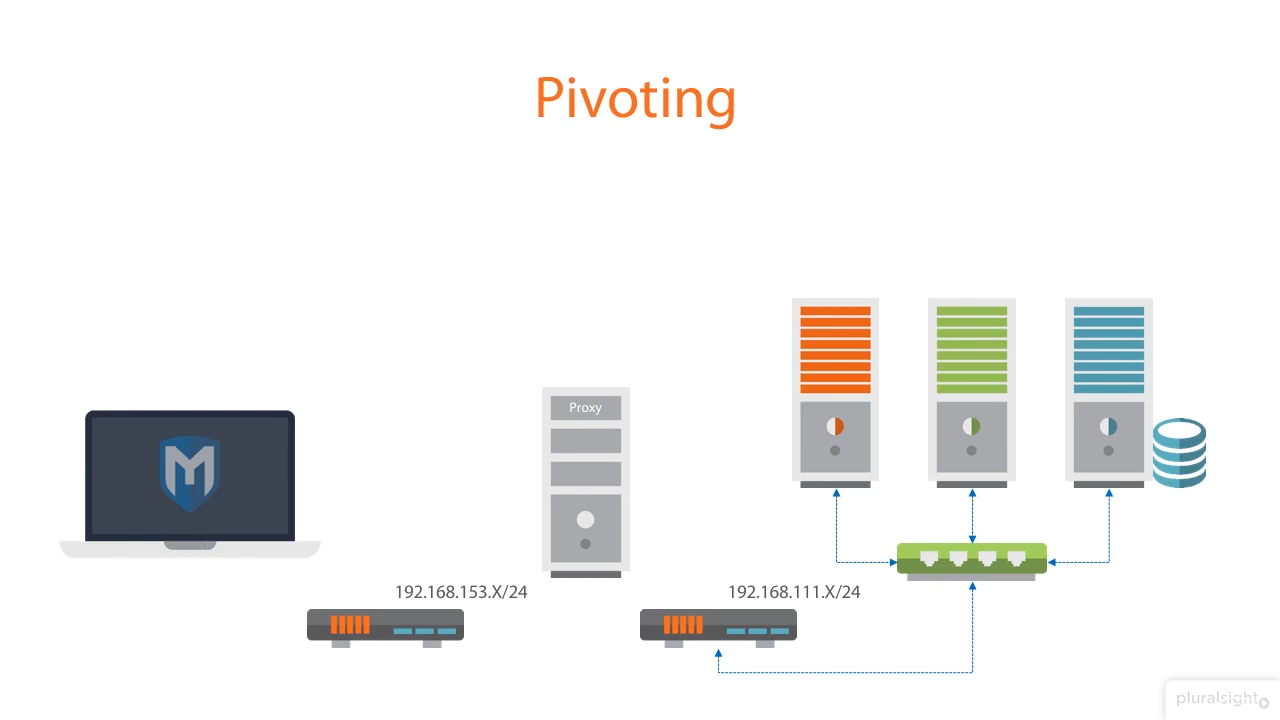 Pivoting
Proxy
192.168.153.X/24
192.168.111.X/24
pluralsight